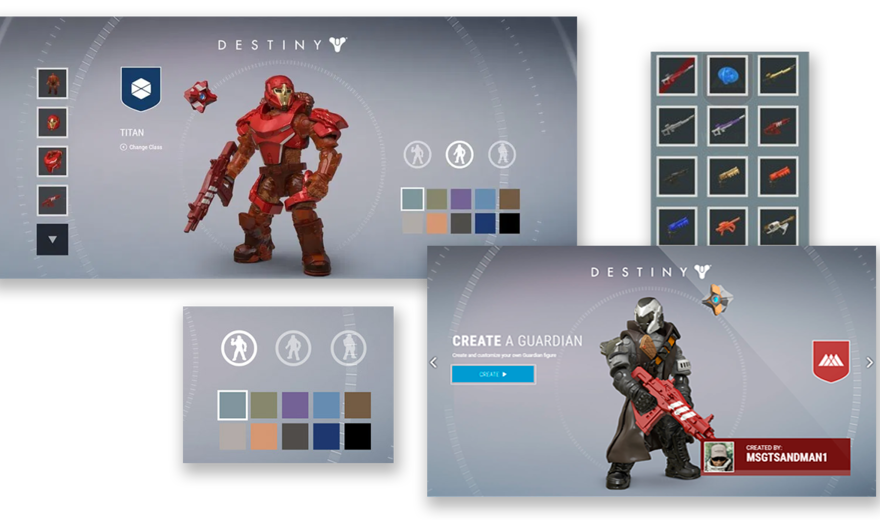 DESTINY
TITAN
Change Class
DESTINY
CREATE A GUARDIAN
Create and customize your own Guardian figure
CREATE
CREATED BY:
MSGTSANDMAN1